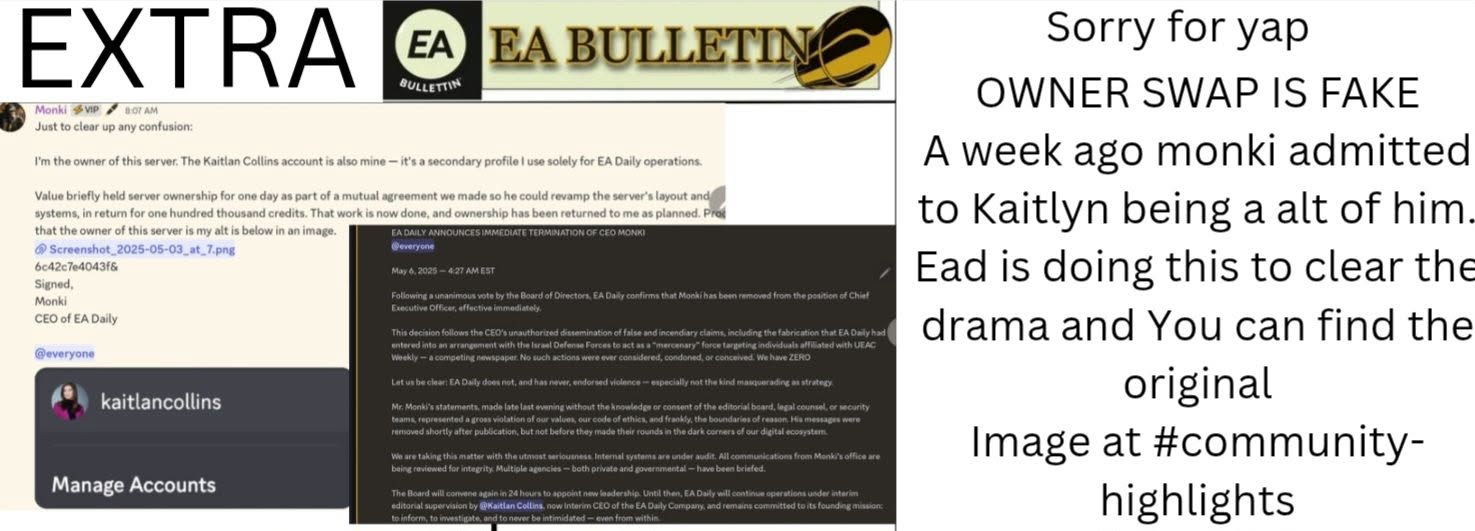 EXTRA
EA
BULLETTIN
EA BULLETIN
Monki VIP 8:07 AM
Just to clear up any confusion:
I'm the owner of this server. The Kaitlan Collins account is also mine — it's a secondary profile I use solely for EA Daily operations.
Value briefly held server ownership for one day as part of a mutual agreement we made so he could revamp the server's layout and
systems, in return for one hundred thousand credits. That work is now done, and ownership has been returned to me as planned.
that the owner of this server is my alt is below in an image.
Screenshot_2025-05-03_at_7.png
6c42c7e4043f&
Signed,
Monki
CEO of EA Daily
@everyone
kaitlancollins
Manage Accounts
EA DAILY ANNOUNCES IMMEDIATE TERMINATION OF CEO MONKI
@everyone
May 6, 2025 — 4:27 AM EST
Following a unanimous vote by the Board of Directors, EA Daily confirms that Monki has been removed from the position of Chief
Executive Officer, effective immediately.
This decision follows the CEO's unauthorized dissemination of false and incendiary claims, including the fabrication that EA Daily had
entered into an arrangement with the Israel Defense Forces to act as a "mercenary" force targeting individuals affiliated with UEAC
Weekly — a competing newspaper. No such actions were ever considered, condoned, or conceived. We have ZERO
Let us be clear: EA Daily does not, and has never, endorsed violence — especially not the kind masquerading as strategy.
Mr. Monki's statements, made late last evening without the knowledge or consent of the editorial board, legal counsel, or security
teams, represented a gross violation of our values, our code of ethics, and frankly, the boundaries of reason. His messages were
removed shortly after publication, but not before they made their rounds in the dark corners of our digital ecosystem.
We are taking this matter with the utmost seriousness. Internal systems are under audit. All communications from Monki's office are
being reviewed for integrity. Multiple agencies — both private and governmental — have been briefed.
The Board will convene again in 24 hours to appoint new leadership. Until then, EA Daily will continue operations under interim
editorial supervision by @Kaitlan Collins, now Interim CEO of the EA Daily Company, and remains committed to its founding mission:
to inform, to investigate, and to never be intimidated — even from within.
Sorry for yap
OWNER SWAP IS FAKE
A week ago monki admitted
to Kaitlyn being a alt of him.
Ead is doing this to clear the
drama and You can find the
original
Image at #community-
highlights